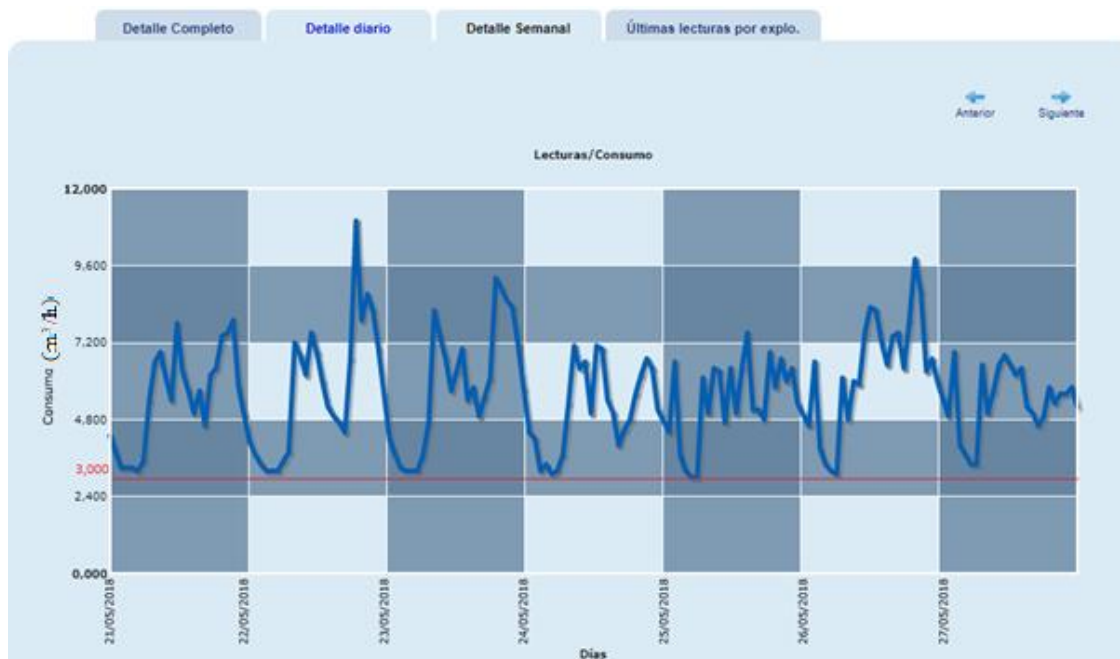 Detalle Completo
Detalle diario
Detalle Semanal
Últimas lecturas por explo.
Anterior
Siguiente
Lecturas/Consumo
12,000
9,600
7,200
4,800
3,000
2,400
0,000
Consumo (m³/h)
21/05/2018
22/05/2018
23/05/2018
24/05/2018
25/05/2018
26/05/2018
27/05/2018
Días